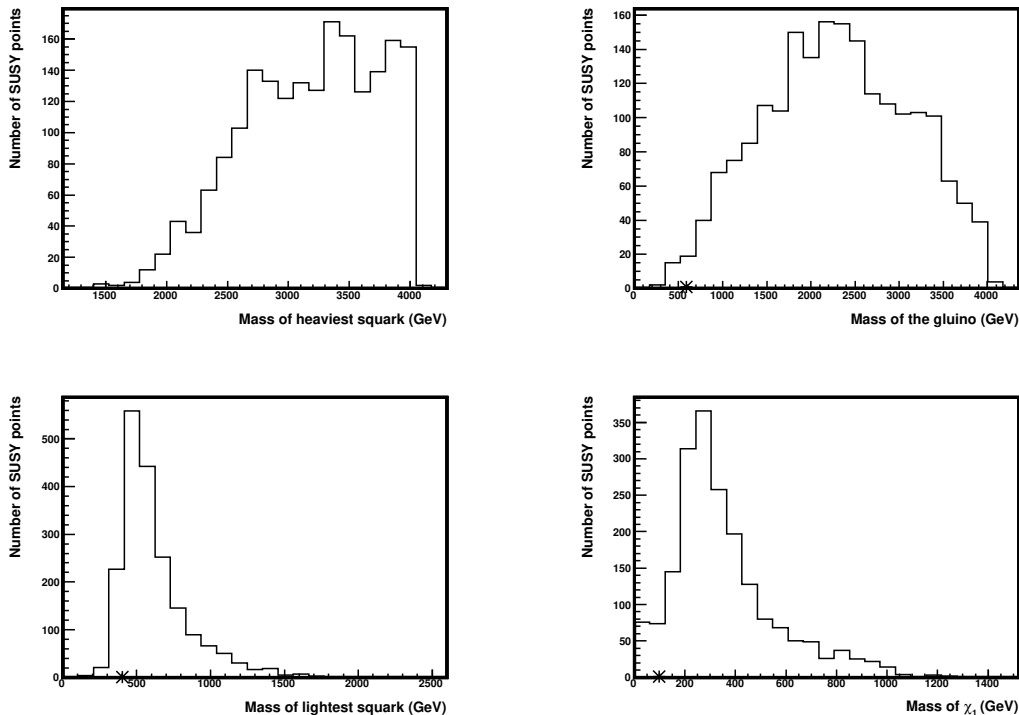 Number of SUSY points
160
140
120
100
80
60
40
20
0
1500 2000 2500 3000 3500 4000
Mass of heaviest squark (GeV)
Number of SUSY points
160
140
120
100
80
60
40
20
0
0 500 1000 1500 2000 2500 3000 3500 4000
Mass of the gluino (GeV)
Number of SUSY points
500
400
300
200
100
0
0 500 1000 1500 2000 2500
Mass of lightest squark (GeV)
Number of SUSY points
350
300
250
200
150
100
50
0
0 200 400 600 800 1000 1200 1400
Mass of χ₁ (GeV)